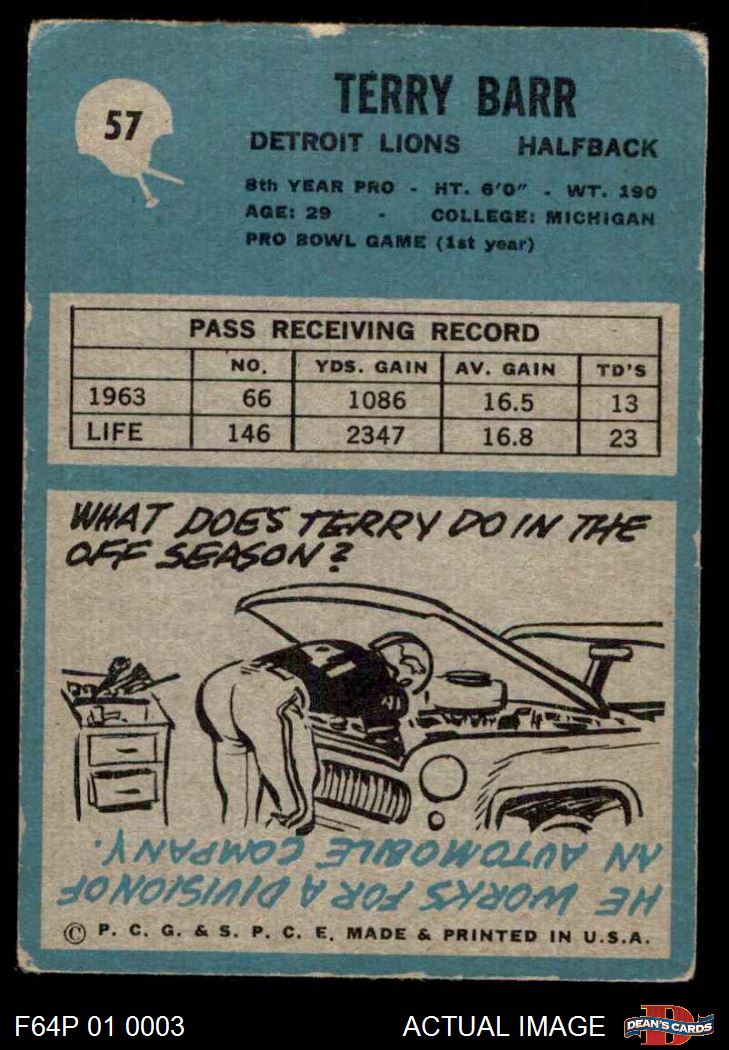 57
TERRY BARR
DETROIT LIONS HALFBACK
8th YEAR PRO - HT. 6'0" - WT. 190
AGE: 29 - COLLEGE: MICHIGAN
PRO BOWL GAME (1st year)
PASS RECEIVING RECORD
NO. YDS. GAIN AV. GAIN TD'S
1963 66 1086 16.5 13
LIFE 146 2347 16.8 23
WHAT DOES TERRY DO IN THE
OFF SEASON?
HE WORKS FOR A DIVISION OF
AN AUTOMOBILE COMPANY.
© P. C. G. & S. P. C. E. MADE & PRINTED IN U.S.A.
F64P 01 0003 ACTUAL IMAGE
D
DEAN'S CARDS